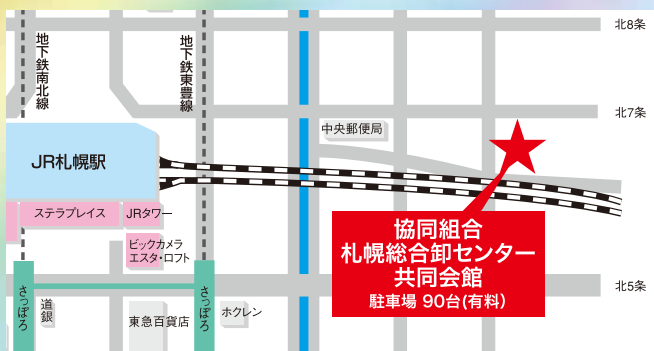 北8条
地下鉄南北線
地下鉄東豊線
北7条
中央郵便局
JR札幌駅
ステラプレイス
JRタワー
ビックカメラ
エスタ・ロフト
協同組合
札幌総合卸センター
共同会館
駐車場 90台(有料)
北5条
さっぽろ
道銀
東急百貨店
さっぽろ
ホクレン